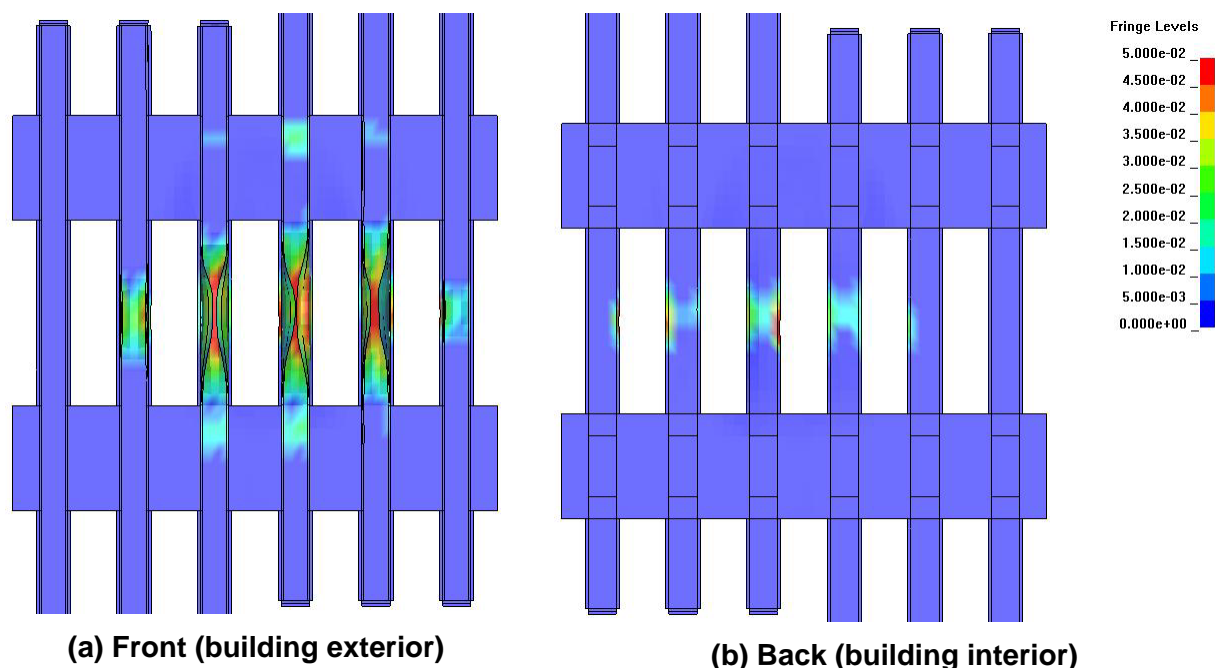 Fringe Levels
5.000e-02
4.500e-02
4.000e-02
3.500e-02
3.000e-02
2.500e-02
2.000e-02
1.500e-02
1.000e-02
5.000e-03
0.000e+00
(a) Front (building exterior)
(b) Back (building interior)